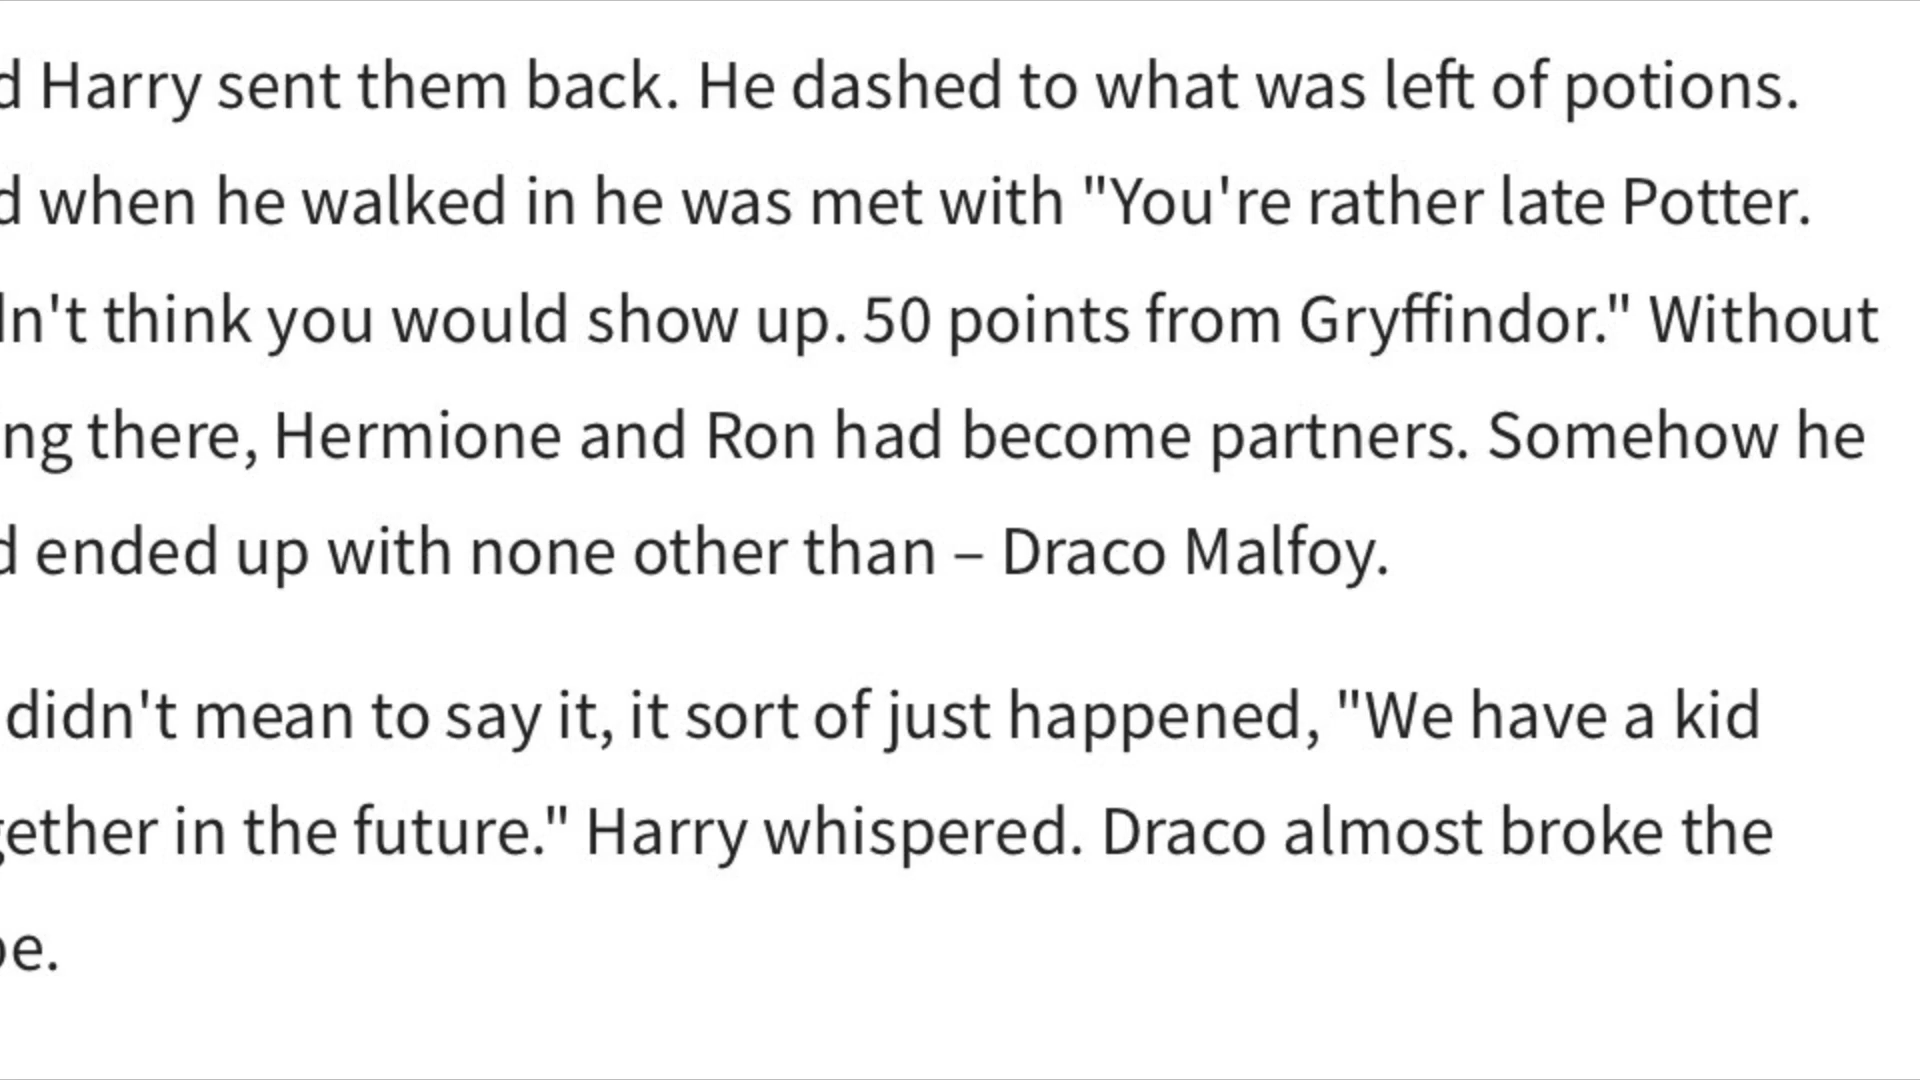 d Harry sent them back. He dashed to what was left of potions.
d when he walked in he was met with "You're rather late Potter.
dn't think you would show up. 50 points from Gryffindor." Without
ng there, Hermione and Ron had become partners. Somehow he
d ended up with none other than – Draco Malfoy.
didn't mean to say it, it sort of just happened, "We have a kid
gether in the future." Harry whispered. Draco almost broke the
be.